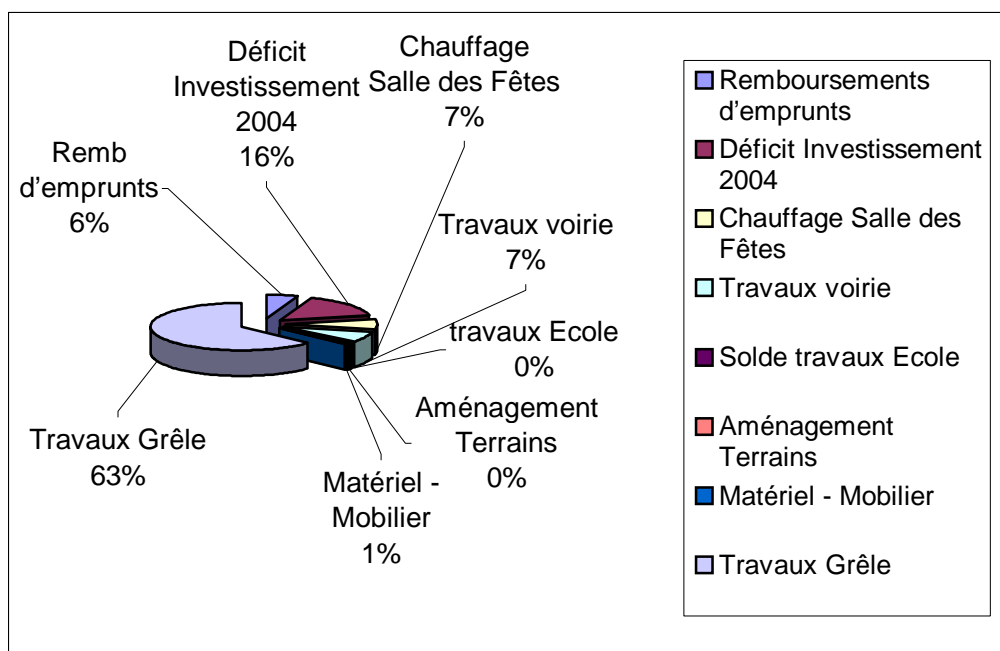 Déficit
Investissement
2004
16%
Chauffage
Salle des Fêtes
7%
Remb
d'emprunts
6%
Travaux voirie
7%
travaux Ecole
0%
Aménagement
Terrains
0%
Matériel -
Mobilier
1%
Travaux Grêle
63%
Remboursements
d'emprunts
Déficit Investissement
2004
Chauffage Salle des
Fêtes
Travaux voirie
Solde travaux Ecole
Aménagement
Terrains
Matériel - Mobilier
Travaux Grêle